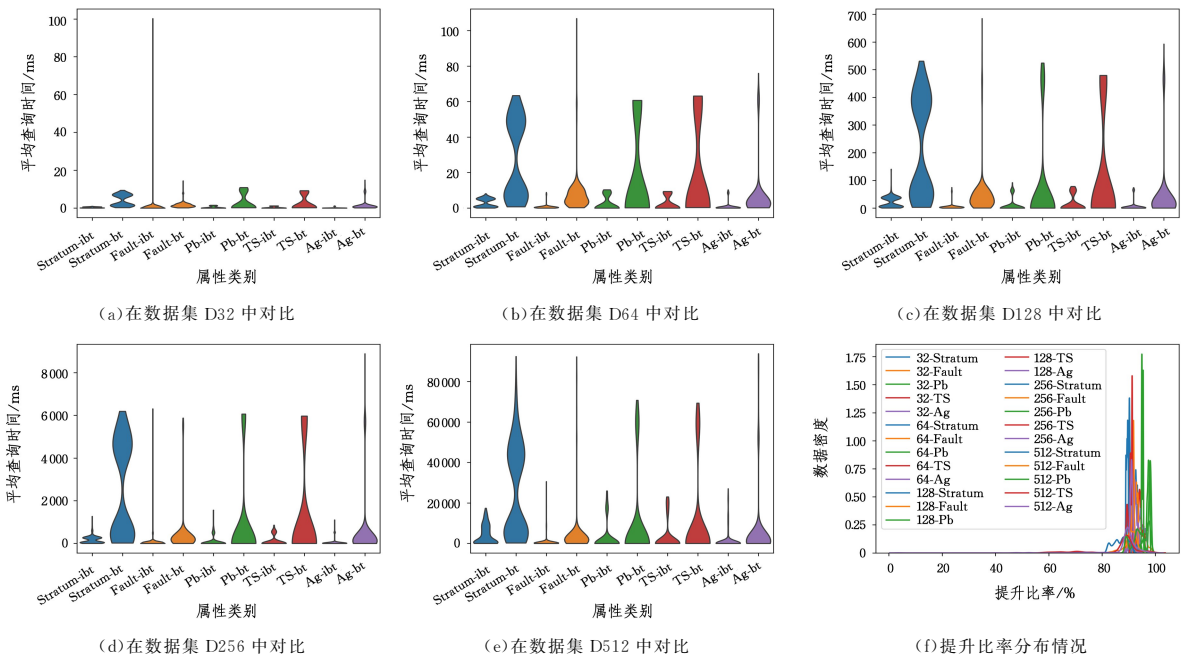 100
80
60
40
20
0
平均查询时间/ms
Stratum-ibt
Stratum-bt
Fault-ibt
Fault-bt
Pb-ibt
Pb-bt
TS-ibt
TS-bt
Ag-ibt
Ag-bt
属性类别
(a)在数据集 D32 中对比
100
80
60
40
20
0
平均查询时间/ms
Stratum-ibt
Stratum-bt
Fault-ibt
Fault-bt
Pb-ibt
Pb-bt
TS-ibt
TS-bt
Ag-ibt
Ag-bt
属性类别
(b)在数据集 D64 中对比
700
600
500
400
300
200
100
0
平均查询时间/ms
Stratum-ibt
Stratum-bt
Fault-ibt
Fault-bt
Pb-ibt
Pb-bt
TS-ibt
TS-bt
Ag-ibt
Ag-bt
属性类别
(c)在数据集 D128 中对比
8 000
6 000
4 000
2 000
0
平均查询时间/ms
Stratum-ibt
Stratum-bt
Fault-ibt
Fault-bt
Pb-ibt
Pb-bt
TS-ibt
TS-bt
Ag-ibt
Ag-bt
属性类别
(d)在数据集 D256 中对比
80 000
60 000
40 000
20 000
0
平均查询时间/ms
Stratum-ibt
Stratum-bt
Fault-ibt
Fault-bt
Pb-ibt
Pb-bt
TS-ibt
TS-bt
Ag-ibt
Ag-bt
属性类别
(e)在数据集 D512 中对比
1.75
1.50
1.25
1.00
0.75
0.50
0.25
0
数据密度
32-Stratum
32-Fault
32-Pb
32-TS
32-Ag
64-Stratum
64-Fault
64-Pb
64-TS
64-Ag
128-Stratum
128-Fault
128-Pb
128-TS
128-Ag
256-Stratum
256-Fault
256-Pb
256-TS
256-Ag
512-Stratum
512-Fault
512-Pb
512-TS
512-Ag
0
20
40
60
80
100
提升比率/%
(f)提升比率分布情况